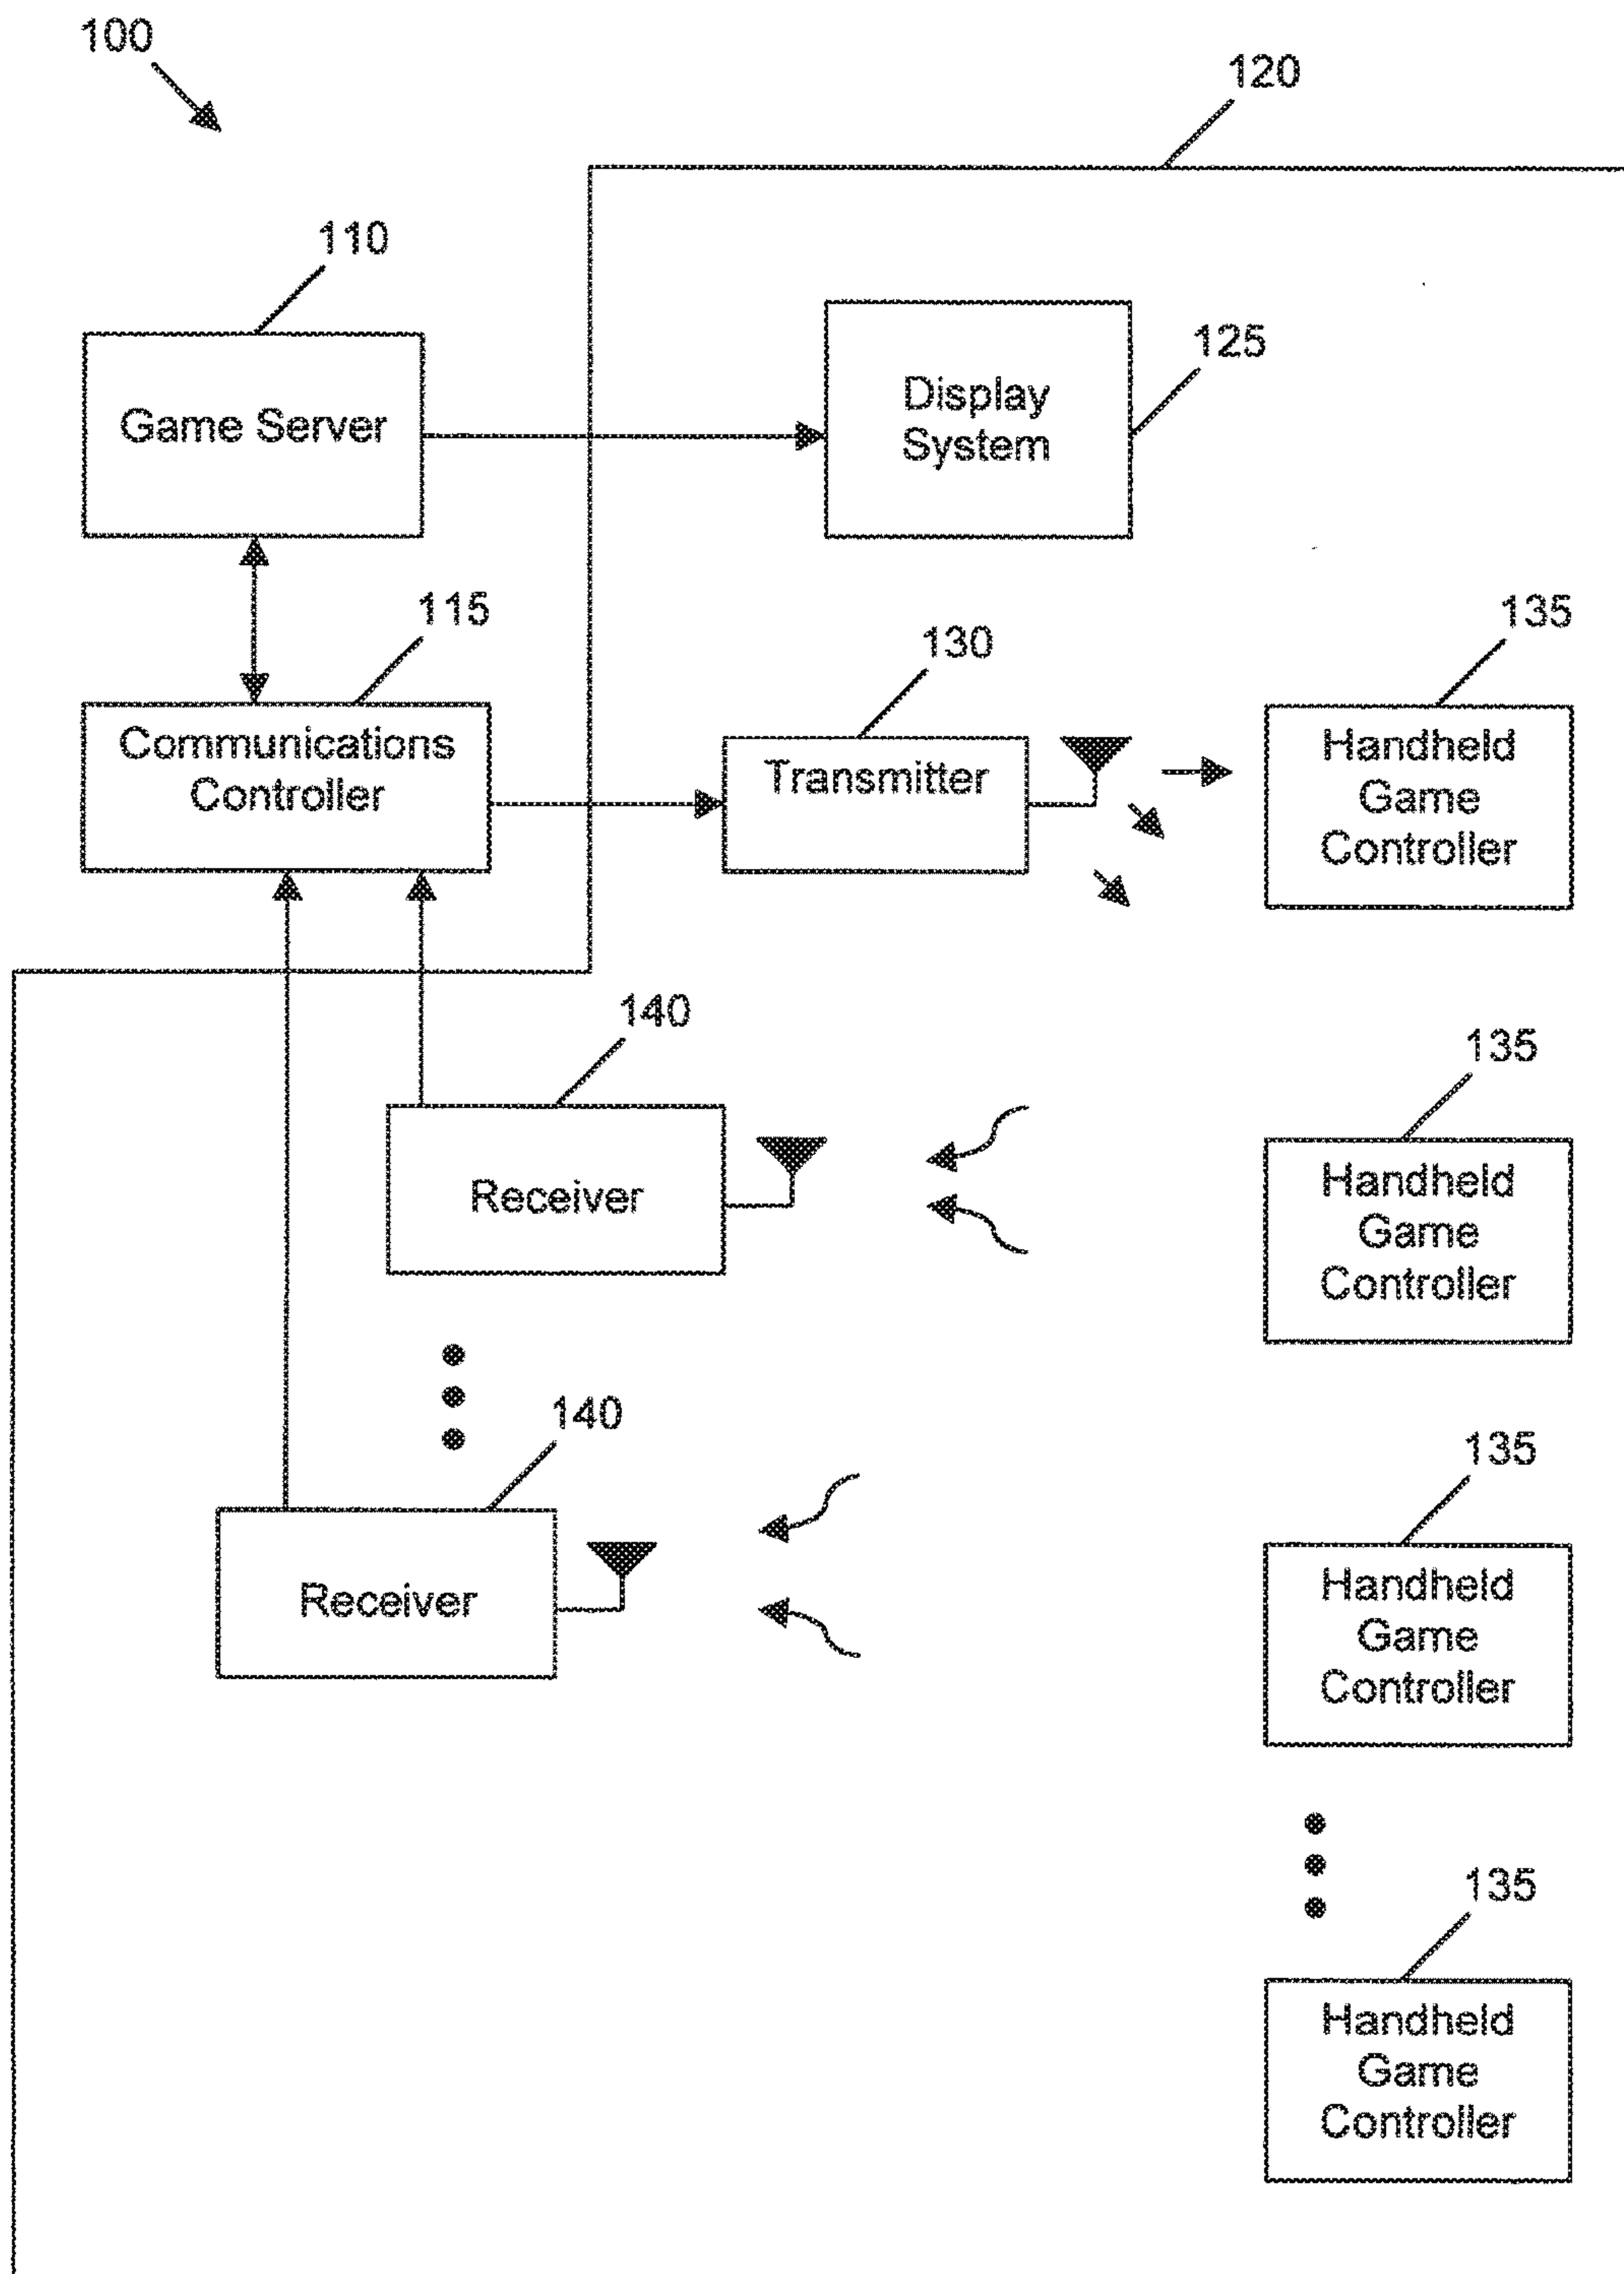 100
120
110
Game Server
Display
System
125
115
Communications
Controller
130
Transmitter
135
Handheld
Game
Controller
140
Receiver
135
Handheld
Game
Controller
140
Receiver
135
Handheld
Game
Controller
135
Handheld
Game
Controller